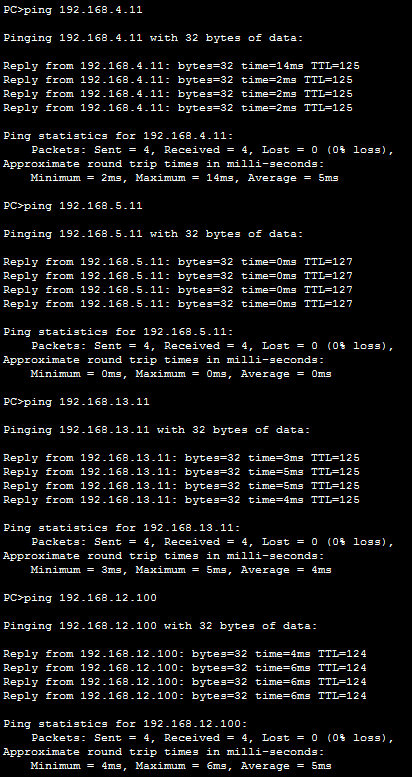 PC>ping 192.168.4.11
Pinging 192.168.4.11 with 32 bytes of data:
Reply from 192.168.4.11: bytes=32 time=14ms TTL=125
Reply from 192.168.4.11: bytes=32 time=2ms TTL=125
Reply from 192.168.4.11: bytes=32 time=2ms TTL=125
Reply from 192.168.4.11: bytes=32 time=2ms TTL=125
Ping statistics for 192.168.4.11:
    Packets: Sent = 4, Received = 4, Lost = 0 (0% loss),
Approximate round trip times in milli-seconds:
    Minimum = 2ms, Maximum = 14ms, Average = 5ms
PC>ping 192.168.5.11
Pinging 192.168.5.11 with 32 bytes of data:
Reply from 192.168.5.11: bytes=32 time=0ms TTL=127
Reply from 192.168.5.11: bytes=32 time=0ms TTL=127
Reply from 192.168.5.11: bytes=32 time=0ms TTL=127
Reply from 192.168.5.11: bytes=32 time=0ms TTL=127
Ping statistics for 192.168.5.11:
    Packets: Sent = 4, Received = 4, Lost = 0 (0% loss),
Approximate round trip times in milli-seconds:
    Minimum = 0ms, Maximum = 0ms, Average = 0ms
PC>ping 192.168.13.11
Pinging 192.168.13.11 with 32 bytes of data:
Reply from 192.168.13.11: bytes=32 time=3ms TTL=125
Reply from 192.168.13.11: bytes=32 time=5ms TTL=125
Reply from 192.168.13.11: bytes=32 time=5ms TTL=125
Reply from 192.168.13.11: bytes=32 time=4ms TTL=125
Ping statistics for 192.168.13.11:
    Packets: Sent = 4, Received = 4, Lost = 0 (0% loss),
Approximate round trip times in milli-seconds:
    Minimum = 3ms, Maximum = 5ms, Average = 4ms
PC>ping 192.168.12.100
Pinging 192.168.12.100 with 32 bytes of data:
Reply from 192.168.12.100: bytes=32 time=4ms TTL=124
Reply from 192.168.12.100: bytes=32 time=6ms TTL=124
Reply from 192.168.12.100: bytes=32 time=6ms TTL=124
Reply from 192.168.12.100: bytes=32 time=6ms TTL=124
Ping statistics for 192.168.12.100:
    Packets: Sent = 4, Received = 4, Lost = 0 (0% loss),
Approximate round trip times in milli-seconds:
    Minimum = 4ms, Maximum = 6ms, Average = 5ms